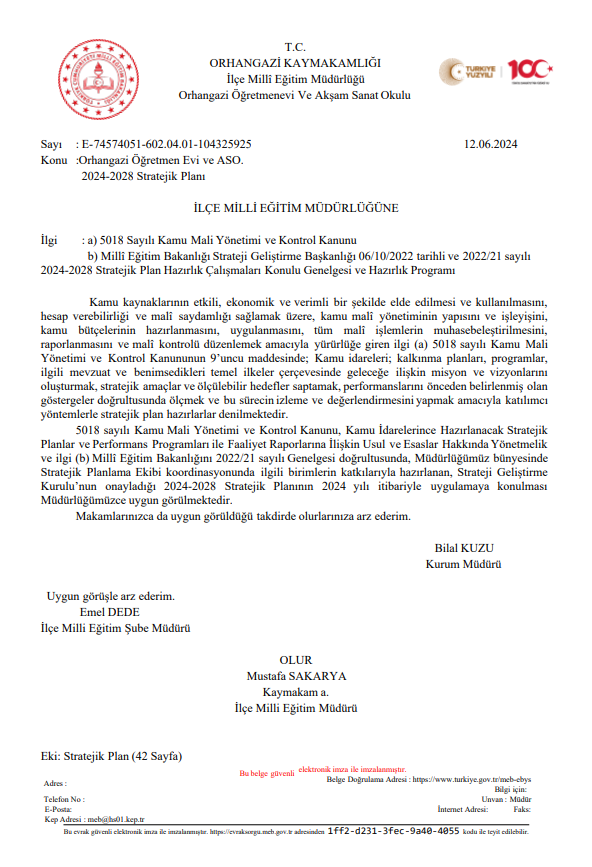 T.C.
ORHANGAZİ KAYMAKAMLIĞI
İlçe Millî Eğitim Müdürlüğü
Orhangazi Öğretmenevi Ve Akşam Sanat Okulu
TÜRKİYE
YÜZYILI
100
Sayı : E-74574051-602.04.01-104325925 12.06.2024
Konu :Orhangazi Öğretmen Evi ve ASO.
2024-2028 Stratejik Planı
İLÇE MİLLİ EĞİTİM MÜDÜRLÜĞÜNE
İlgi : a) 5018 Sayılı Kamu Mali Yönetimi ve Kontrol Kanunu
b) Millî Eğitim Bakanlığı Strateji Geliştirme Başkanlığı 06/10/2022 tarihli ve 2022/21 sayılı
2024-2028 Stratejik Plan Hazırlık Çalışmaları Konulu Genelgesi ve Hazırlık Programı
Kamu kaynaklarının etkili, ekonomik ve verimli bir şekilde elde edilmesi ve kullanılmasını,
hesap verebilirliği ve malî saydamlığı sağlamak üzere, kamu malî yönetiminin yapısını ve işleyişini,
kamu bütçelerinin hazırlanmasını, uygulanmasını, tüm malî işlemlerin muhasebeleştirilmesini,
raporlanmasını ve malî kontrolü düzenlemek amacıyla yürürlüğe giren ilgi (a) 5018 sayılı Kamu Mali
Yönetimi ve Kontrol Kanununun 9’uncu maddesinde; Kamu idareleri; kalkınma planları, programlar,
ilgili mevzuat ve benimsedikleri temel ilkeler çerçevesinde geleceğe ilişkin misyon ve vizyonlarını
oluşturmak, stratejik amaçlar ve ölçülebilir hedefler saptamak, performanslarını önceden belirlenmiş olan
göstergeler doğrultusunda ölçmek ve bu sürecin izleme ve değerlendirmesini yapmak amacıyla katılımcı
yöntemlerle stratejik plan hazırlarlar denilmektedir.
5018 sayılı Kamu Mali Yönetimi ve Kontrol Kanunu, Kamu İdarelerince Hazırlanacak Stratejik
Planlar ve Performans Programları ile Faaliyet Raporlarına İlişkin Usul ve Esaslar Hakkında Yönetmelik
ve ilgi (b) Millî Eğitim Bakanlığını 2022/21 sayılı Genelgesi doğrultusunda, Müdürlüğümüz bünyesinde
Stratejik Planlama Ekibi koordinasyonunda ilgili birimlerin katkılarıyla hazırlanan, Strateji Geliştirme
Kurulu’nun onayladığı 2024-2028 Stratejik Planının 2024 yılı itibariyle uygulamaya konulması
Müdürlüğümüzce uygun görülmektedir.
Makamlarınızca da uygun görüldüğü takdirde olurlarınıza arz ederim.
Bilal KUZU
Kurum Müdürü
Uygun görüşle arz ederim.
Emel DEDE
İlçe Milli Eğitim Şube Müdürü
OLUR
Mustafa SAKARYA
Kaymakam a.
İlçe Milli Eğitim Müdürü
Eki: Stratejik Plan (42 Sayfa)
Bu belge güvenli elektronik imza ile imzalanmıştır.
Adres : Belge Doğrulama Adresi : https://www.turkiye.gov.tr/meb-ebys
Bilgi için:
Telefon No : Unvan : Müdür
E-Posta: İnternet Adresi: Faks:
Kep Adresi : meb@hs01.kep.tr
Bu evrak güvenli elektronik imza ile imzalanmıştır. https://evraksorgu.meb.gov.tr adresinden 1ff2-d231-3fec-9a40-4055 kodu ile teyit edilebilir.